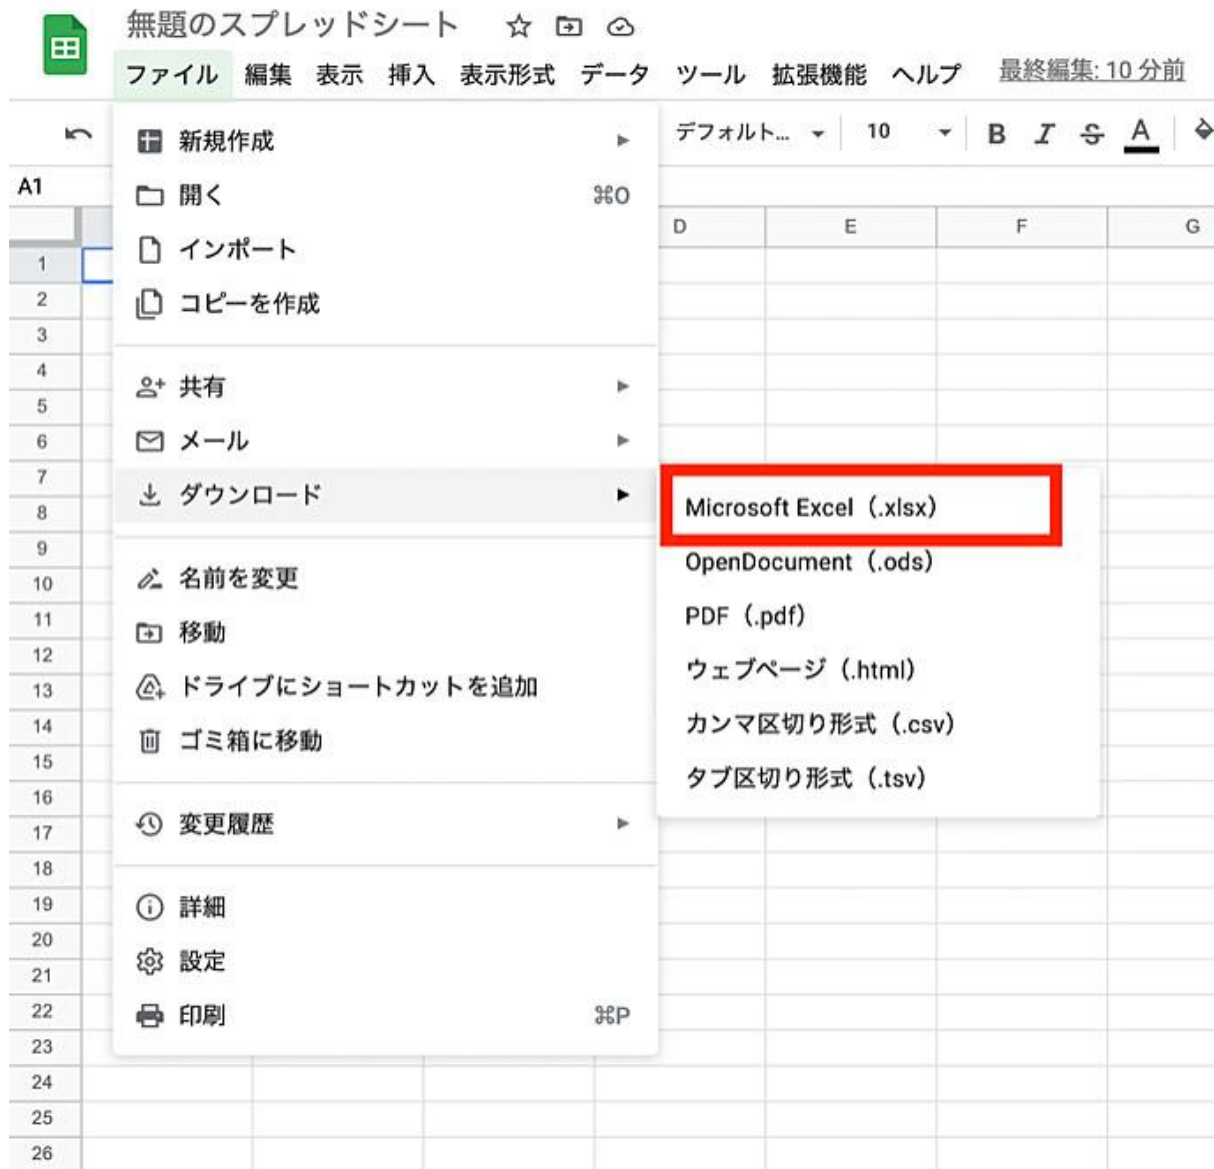 無題のスプレッドシート
ファイル 編集 表示 挿入 表示形式 データ ツール 拡張機能 ヘルプ 最終編集: 10 分前
デフォルト... 10 B I S A
A1
新規作成
開く ⌘O
インポート
コピーを作成
共有
メール
ダウンロード
名前を変更
移動
ドライブにショートカットを追加
ゴミ箱に移動
変更履歴
詳細
設定
印刷 ⌘P
Microsoft Excel（.xlsx）
OpenDocument（.ods）
PDF（.pdf）
ウェブページ（.html）
カンマ区切り形式（.csv）
タブ区切り形式（.tsv）
D E F G
1
2
3
4
5
6
7
8
9
10
11
12
13
14
15
16
17
18
19
20
21
22
23
24
25
26